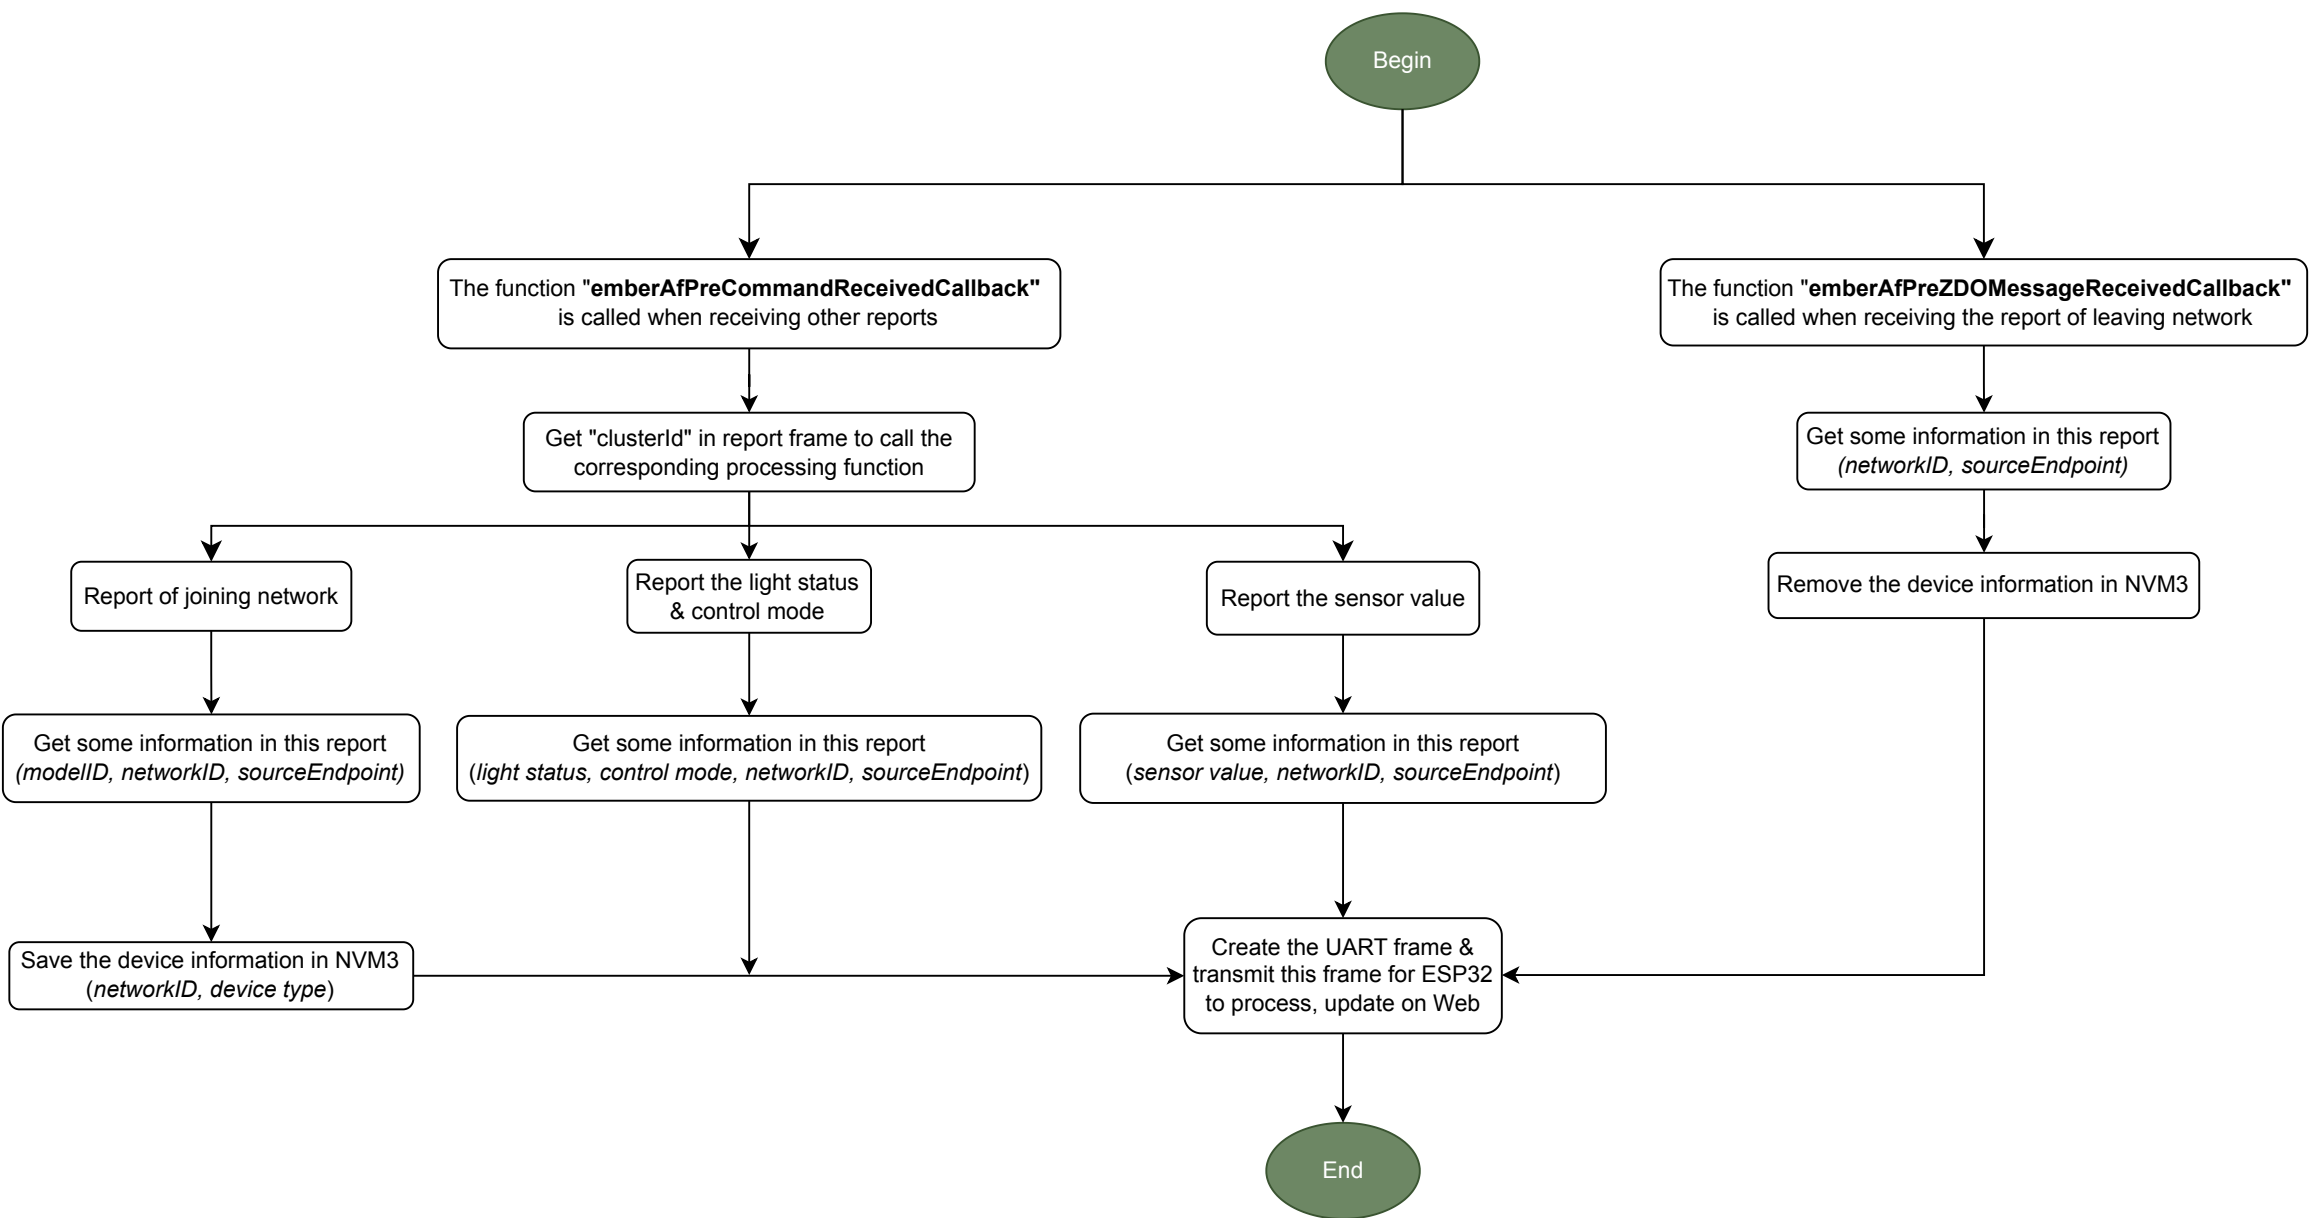 Begin
The function "emberAfPreCommandReceivedCallback"
is called when receiving other reports
The function "emberAfPreZDOMessageReceivedCallback"
is called when receiving the report of leaving network
Get "clusterId" in report frame to call the
corresponding processing function
Get some information in this report
(networkID, sourceEndpoint)
Report of joining network
Report the light status
& control mode
Report the sensor value
Remove the device information in NVM3
Get some information in this report
(modelID, networkID, sourceEndpoint)
Get some information in this report
(light status, control mode, networkID, sourceEndpoint)
Get some information in this report
(sensor value, networkID, sourceEndpoint)
Save the device information in NVM3
(networkID, device type)
Create the UART frame &
transmit this frame for ESP32
to process, update on Web
End